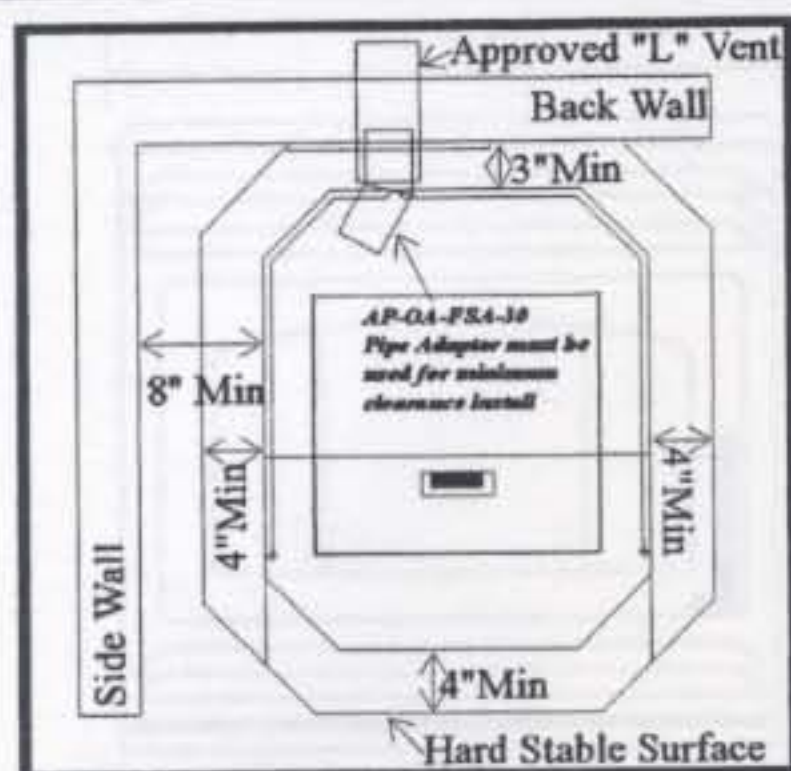 Approved "L" Vent
Back Wall
3"Min
AP-OA-FSA-30
Pipe Adaptor must be
used for minimum
clearance install
8" Min
4"Min
4"Min
Side Wall
4"Min
Hard Stable Surface